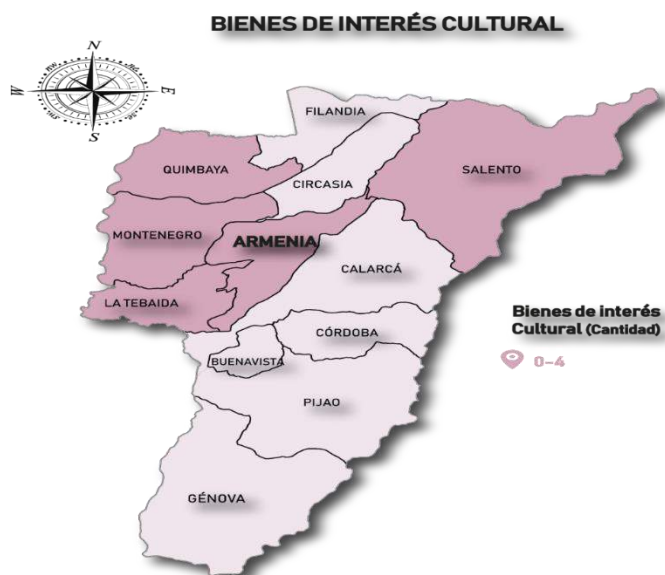 BIENES DE INTERÉS CULTURAL
N
W
E
S
FILANDIA
QUIMBAYA
SALENTO
CIRCASIA
MONTENEGRO
ARMENIA
CALARCÁ
LA TEBAIDA
Bienes de interés
Cultural (Cantidad)
CÓRDOBA
BUENAVISTA
0-4
PIJAO
GÉNOVA